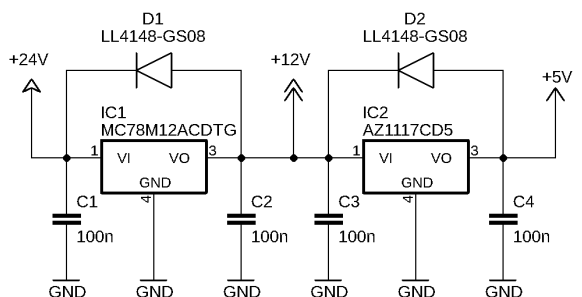 D1
LL4148-GS08
D2
LL4148-GS08
+24V
+12V
+5V
IC1
MC78M12ACDTG
IC2
AZ1117CD5
1
VI
VO
3
GND
4
1
VI
VO
3
GND
4
C1
100n
C2
100n
C3
100n
C4
100n
GND
GND
GND
GND
GND
GND